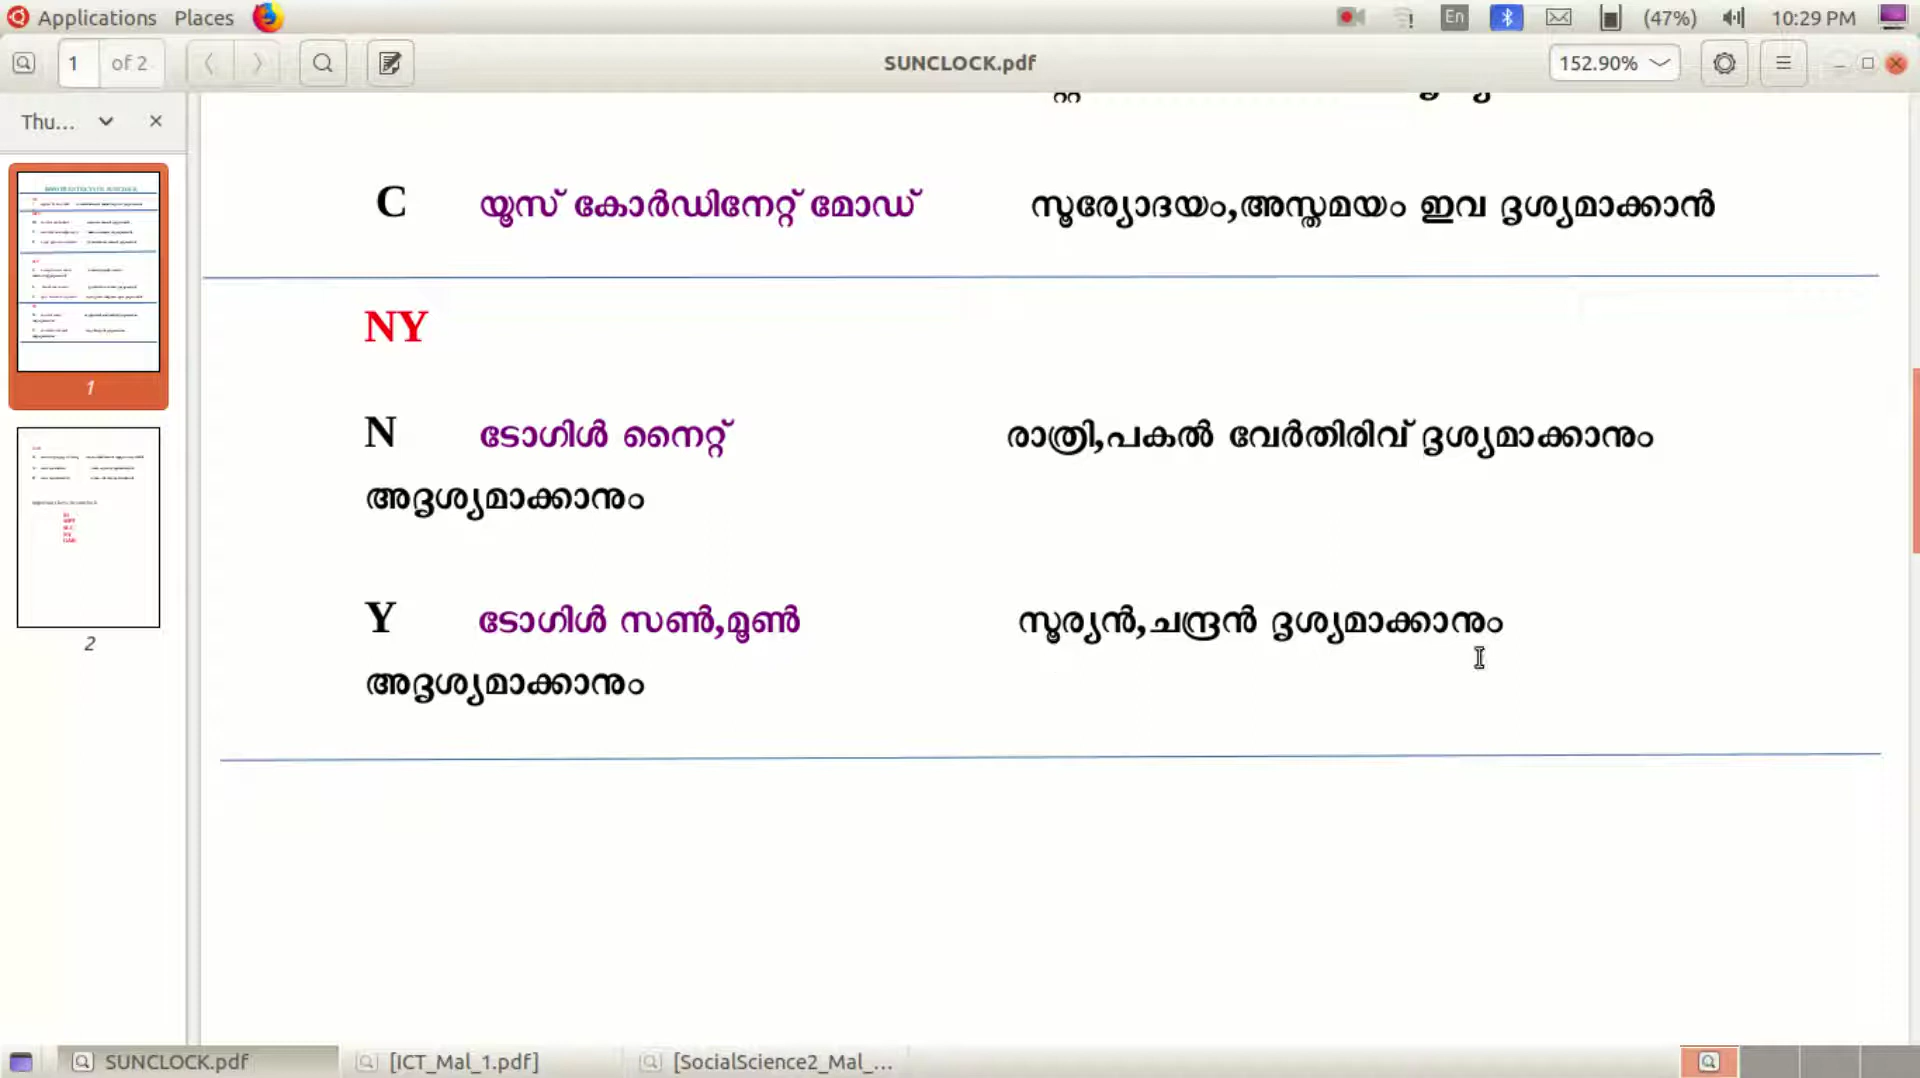 Applications Places En (47%) 10:29 PM
1 of 2 SUNCLOCK.pdf 152.90%
Thu...
C യൂസ് കോർഡിനേറ്റ് മോഡ് സൂര്യോദയം,അസ്തമയം ഇവ ദൃശ്യമാക്കാൻ
NY
N ടോഗിൾ നൈറ്റ് രാത്രി,പകൽ വേർതിരിവ് ദൃശ്യമാക്കാനും
അദൃശ്യമാക്കാനും
Y ടോഗിൾ സൺ,മൂൺ സൂര്യൻ,ചന്ദ്രൻ ദൃശ്യമാക്കാനും
അദൃശ്യമാക്കാനും
1
2
SUNCLOCK.pdf [ICT_Mal_1.pdf] [SocialScience2_Mal_...